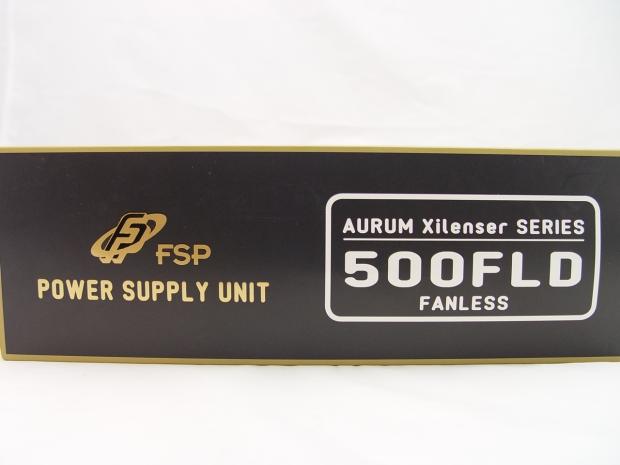 FSP
POWER SUPPLY UNIT
AURUM Xilenser SERIES
500FLD
FANLESS